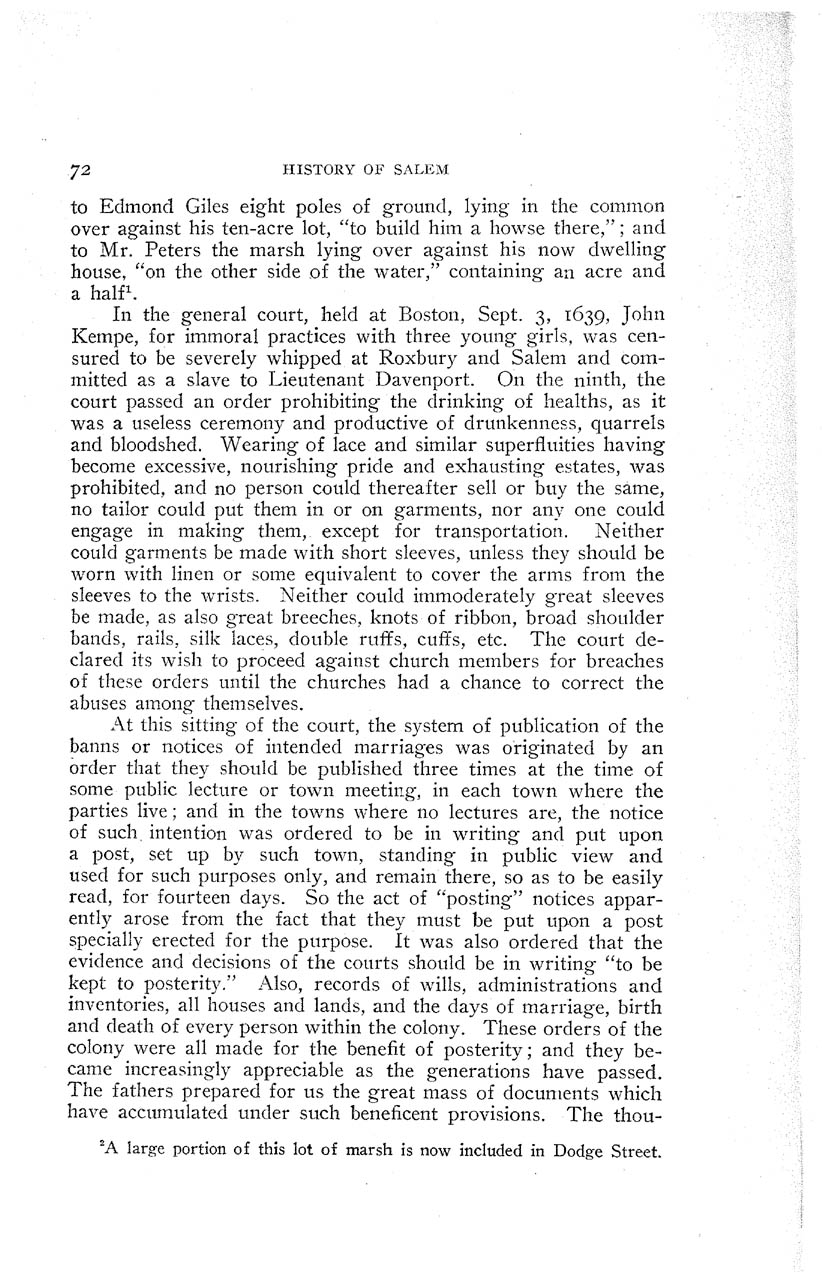 72 HISTORY OF SALEM
to Edmond Giles eight poles of ground, lying in the common
over against his ten-acre lot, “to build him a howse there,”; and
to Mr. Peters the marsh lying over against his now dwelling
house, “on the other side of the water,” containing an acre and
a half¹.
In the general court, held at Boston, Sept. 3, 1639, John
Kempe, for immoral practices with three young girls, was cen-
sured to be severely whipped at Roxbury and Salem and com-
mitted as a slave to Lieutenant Davenport. On the ninth, the
court passed an order prohibiting the drinking of healths, as it
was a useless ceremony and productive of drunkenness, quarrels
and bloodshed. Wearing of lace and similar superfluities having
become excessive, nourishing pride and exhausting estates, was
prohibited, and no person could thereafter sell or buy the same,
no tailor could put them in or on garments, nor any one could
engage in making them, except for transportation. Neither
could garments be made with short sleeves, unless they should be
worn with linen or some equivalent to cover the arms from the
sleeves to the wrists. Neither could immoderately great sleeves
be made, as also great breeches, knots of ribbon, broad shoulder
bands, rails, silk laces, double ruffs, cuffs, etc. The court de-
clared its wish to proceed against church members for breaches
of these orders until the churches had a chance to correct the
abuses among themselves.
At this sitting of the court, the system of publication of the
banns or notices of intended marriages was originated by an
order that they should be published three times at the time of
some public lecture or town meeting, in each town where the
parties live; and in the towns where no lectures are, the notice
of such intention was ordered to be in writing and put upon
a post, set up by such town, standing in public view and
used for such purposes only, and remain there, so as to be easily
read, for fourteen days. So the act of “posting” notices appar-
ently arose from the fact that they must be put upon a post
specially erected for the purpose. It was also ordered that the
evidence and decisions of the courts should be in writing “to be
kept to posterity.” Also, records of wills, administrations and
inventories, all houses and lands, and the days of marriage, birth
and death of every person within the colony. These orders of the
colony were all made for the benefit of posterity; and they be-
came increasingly appreciable as the generations have passed.
The fathers prepared for us the great mass of documents which
have accumulated under such beneficent provisions. The thou-
²A large portion of this lot of marsh is now included in Dodge Street.